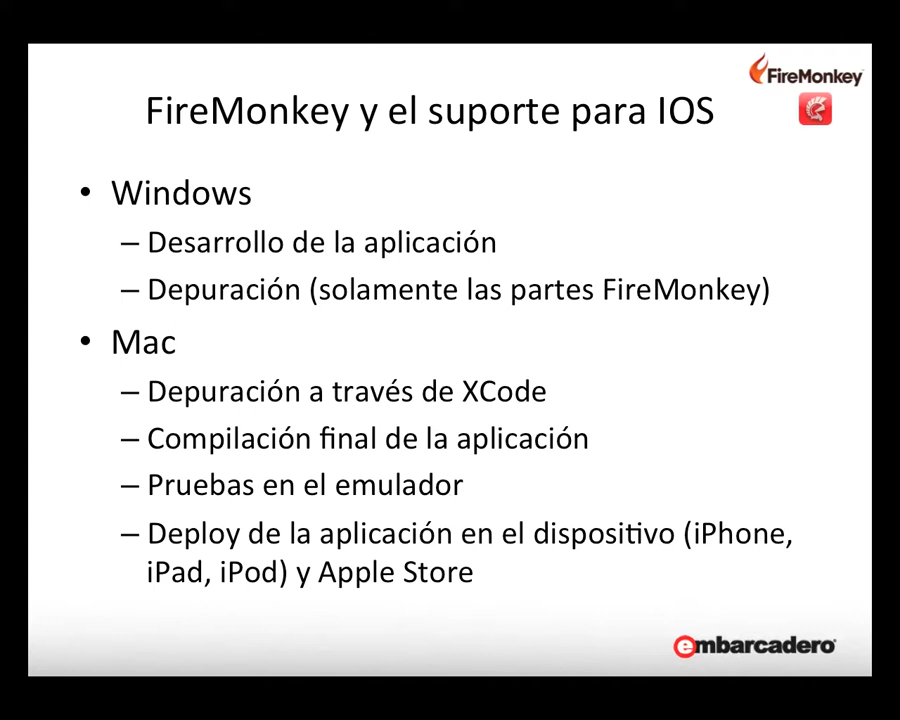 FireMonkey
FireMonkey y el suporte para IOS
• Windows
– Desarrollo de la aplicación
– Depuración (solamente las partes FireMonkey)
• Mac
– Depuración a través de XCode
– Compilación final de la aplicación
– Pruebas en el emulador
– Deploy de la aplicación en el dispositivo (iPhone,
iPad, iPod) y Apple Store
embarcadero